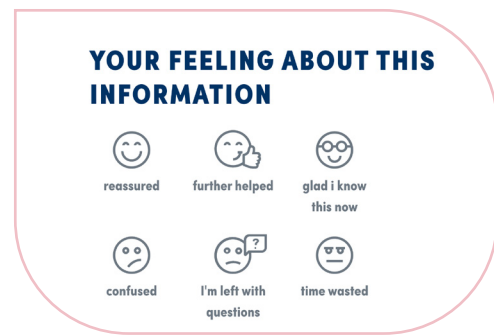 YOUR FEELING ABOUT THIS
INFORMATION
reassured
further helped
glad i know
this now
?
confused
I'm left with
questions
time wasted